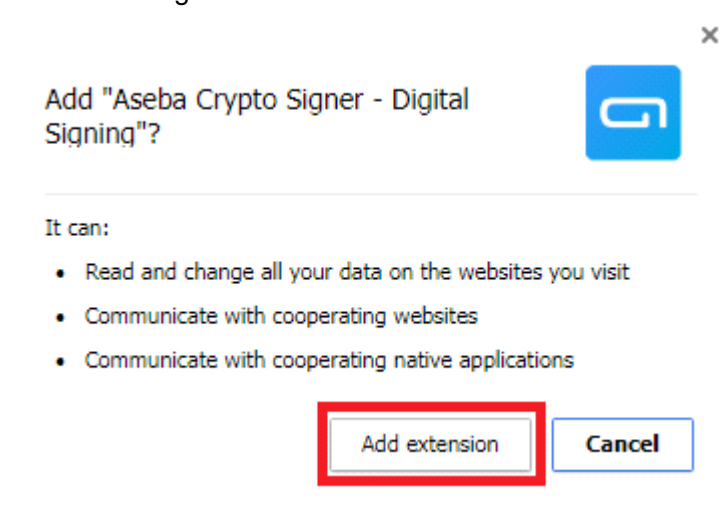 Add "Aseba Crypto Signer - Digital
Signing"?
It can:
• Read and change all your data on the websites you visit
• Communicate with cooperating websites
• Communicate with cooperating native applications
Add extension
Cancel